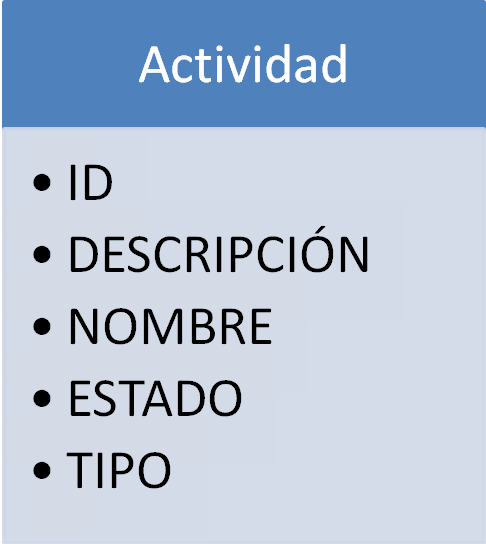 Actividad
• ID
• DESCRIPCIÓN
• NOMBRE
• ESTADO
• TIPO